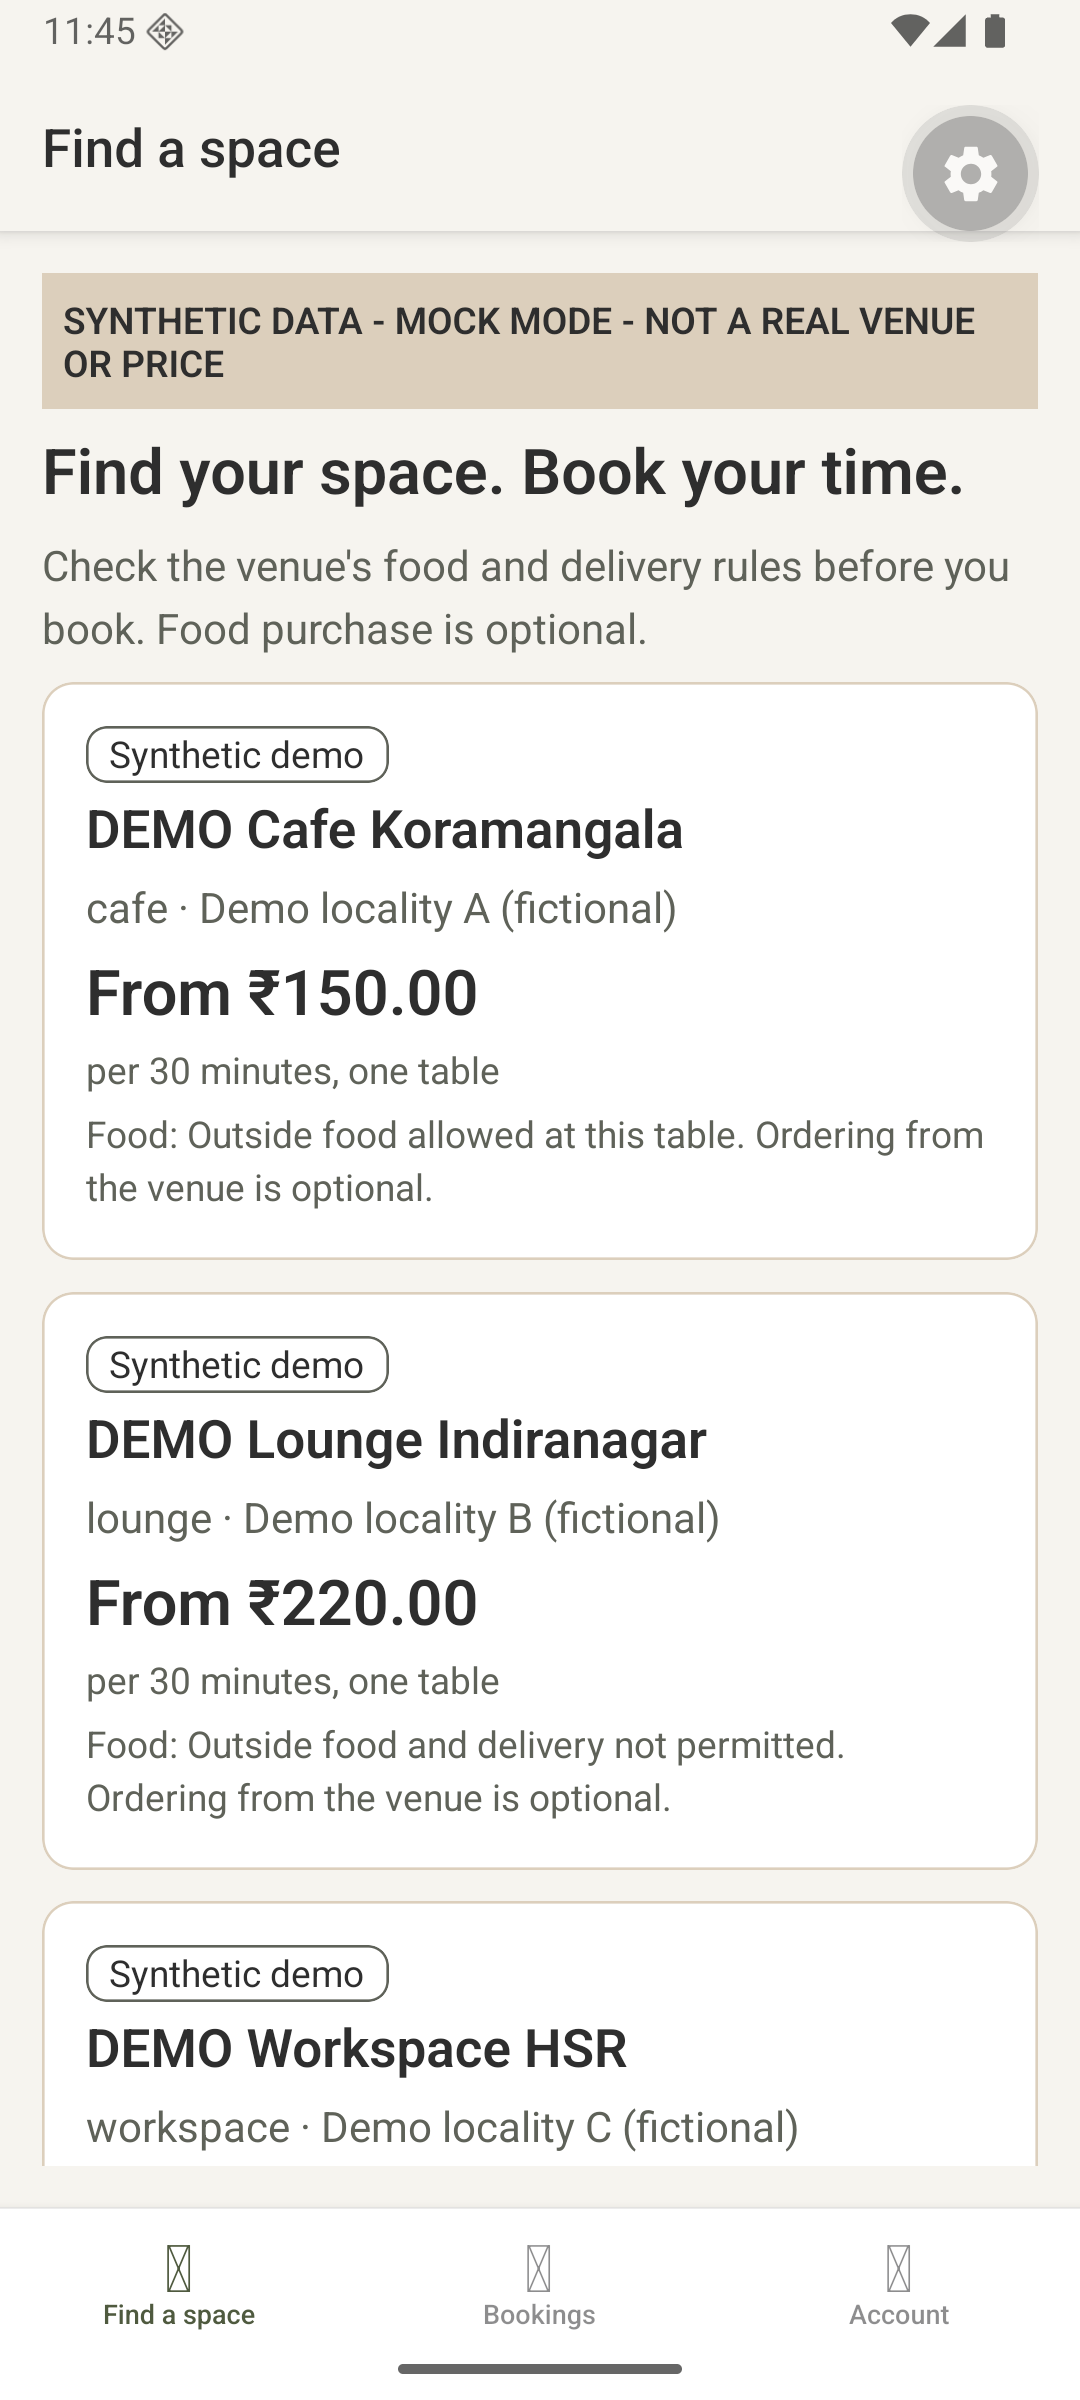 11:45
Find a space
SYNTHETIC DATA - MOCK MODE - NOT A REAL VENUE
OR PRICE
Find your space. Book your time.
Check the venue's food and delivery rules before you
book. Food purchase is optional.
Synthetic demo
DEMO Cafe Koramangala
cafe · Demo locality A (fictional)
From ₹150.00
per 30 minutes, one table
Food: Outside food allowed at this table. Ordering from
the venue is optional.
Synthetic demo
DEMO Lounge Indiranagar
lounge · Demo locality B (fictional)
From ₹220.00
per 30 minutes, one table
Food: Outside food and delivery not permitted.
Ordering from the venue is optional.
Synthetic demo
DEMO Workspace HSR
workspace · Demo locality C (fictional)
Find a space
Bookings
Account